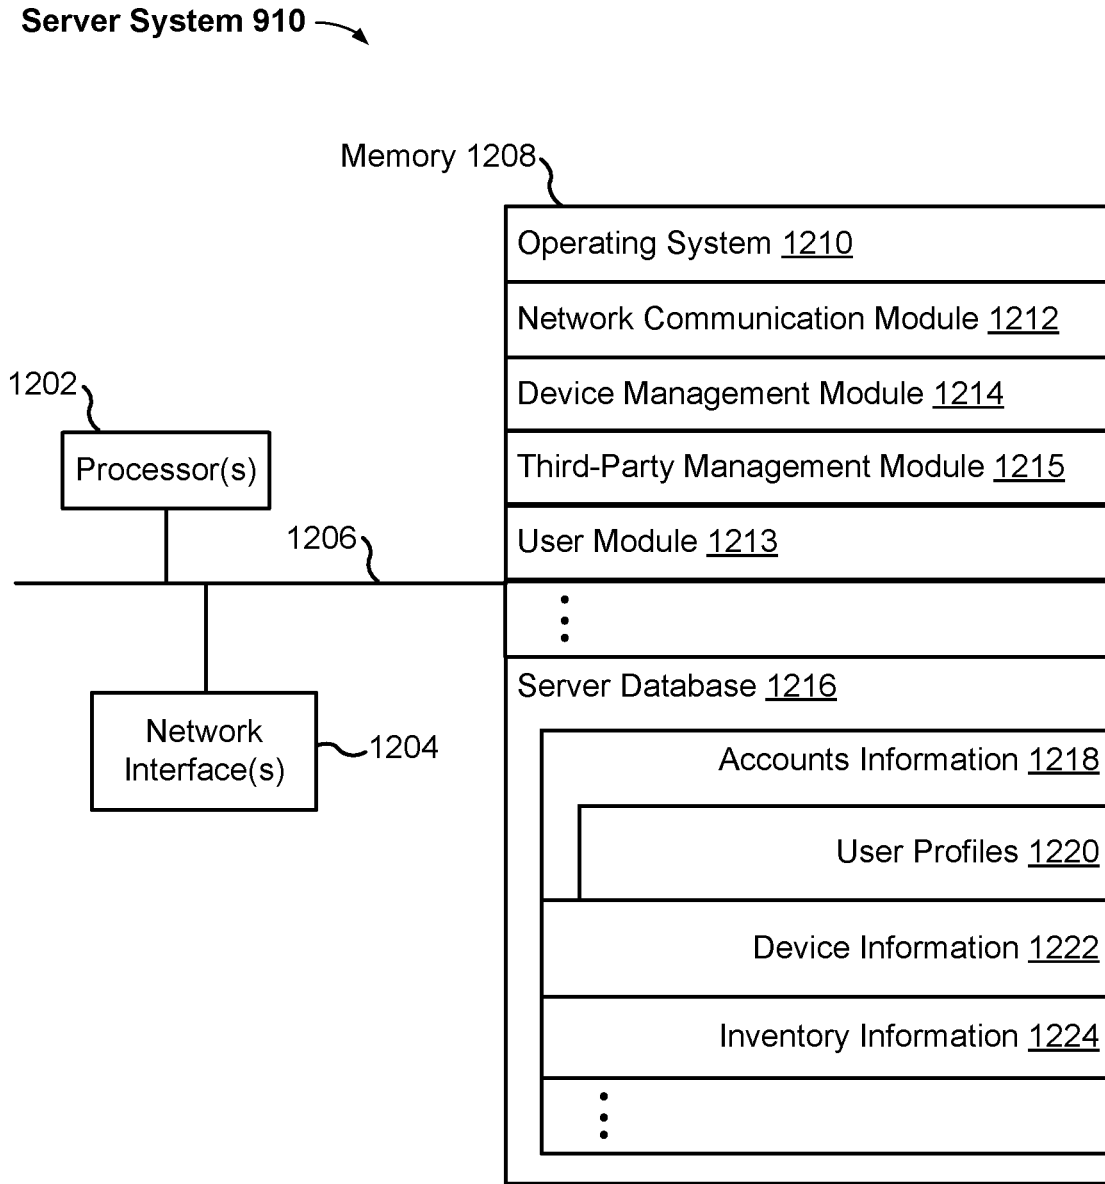 Server System 910
Memory 1208
Operating System 1210
Network Communication Module 1212
Device Management Module 1214
1202
Processor(s)
Third-Party Management Module 1215
1206
User Module 1213
Server Database 1216
Network
Interface(s)
1204
Accounts Information 1218
User Profiles 1220
Device Information 1222
Inventory Information 1224